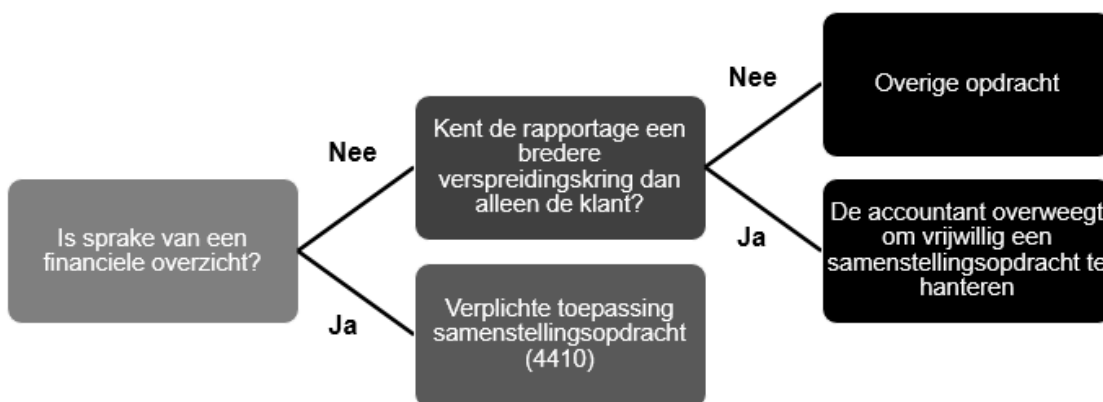 Is sprake van een
financiele overzicht?
Nee
Ja
Kent de rapportage een
bredere
verspreidingskring dan
alleen de klant?
Verplichte toepassing
samenstellingsopdracht
(4410)
Nee
Ja
Overige opdracht
De accountant overweegt
om vrijwillig een
samenstellingsopdracht te
hanteren